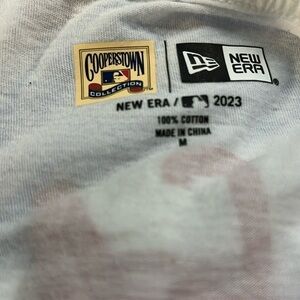 COOPERSTOWN
COLLECTION
NEW ERA
NEW ERA / 2023
100% COTTON
MADE IN CHINA
M